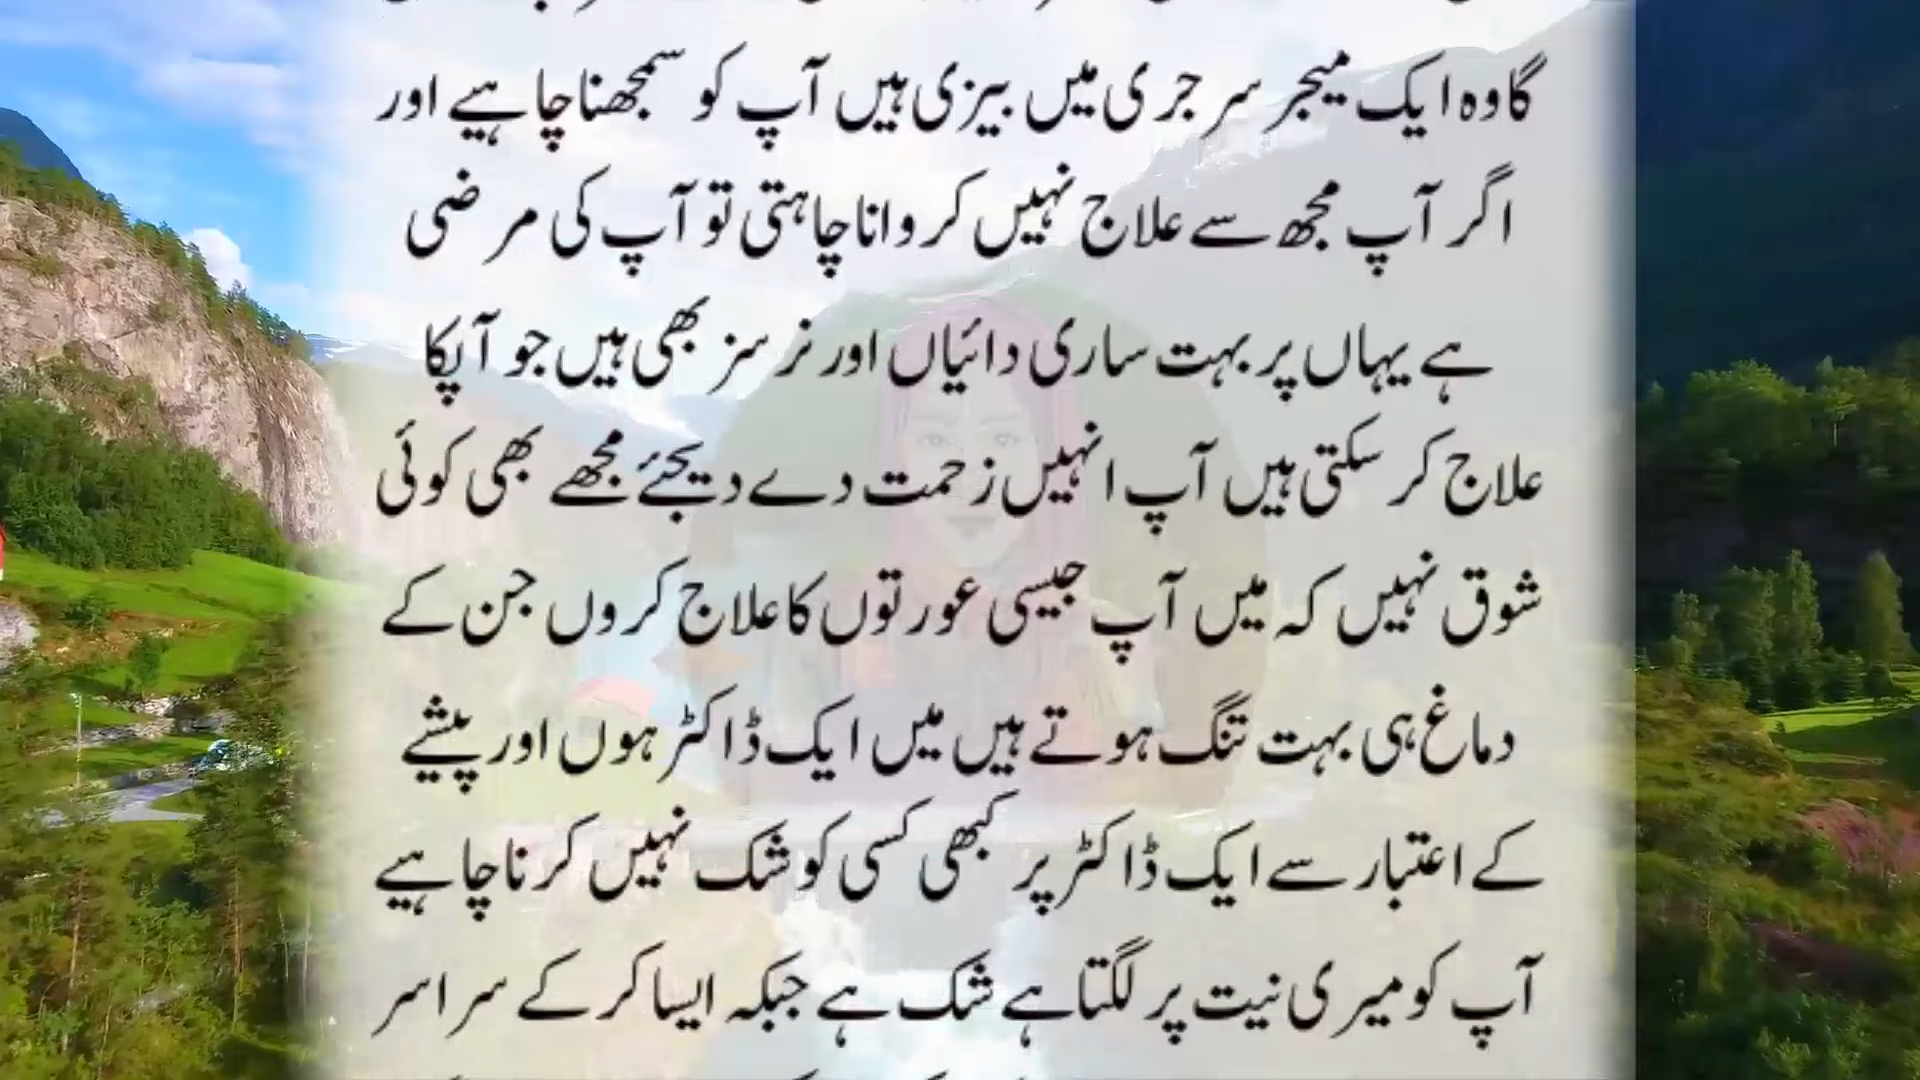 گا وہ ایک میجر سرجری میں بیزی ہیں آپ کو سمجھنا چاہیے اور
اگر آپ مجھ سے علاج نہیں کروانا چاہتی تو آپ کی مرضی
ہے یہاں پر بہت ساری دائیاں اور نرسز بھی ہیں جو آپکا
علاج کر سکتی ہیں آپ انہیں زحمت دے دیجئے مجھے بھی کوئی
شوق نہیں کہ میں آپ جیسی عورتوں کا علاج کروں جن کے
دماغ ہی بہت تنگ ہوتے ہیں میں ایک ڈاکٹر ہوں اور پیشے
کے اعتبار سے ایک ڈاکٹر پر کبھی کسی کو شک نہیں کرنا چاہیے
آپ کو میری نیت پر لگتا ہے شک ہے جبکہ ایسا کر کے سراسر